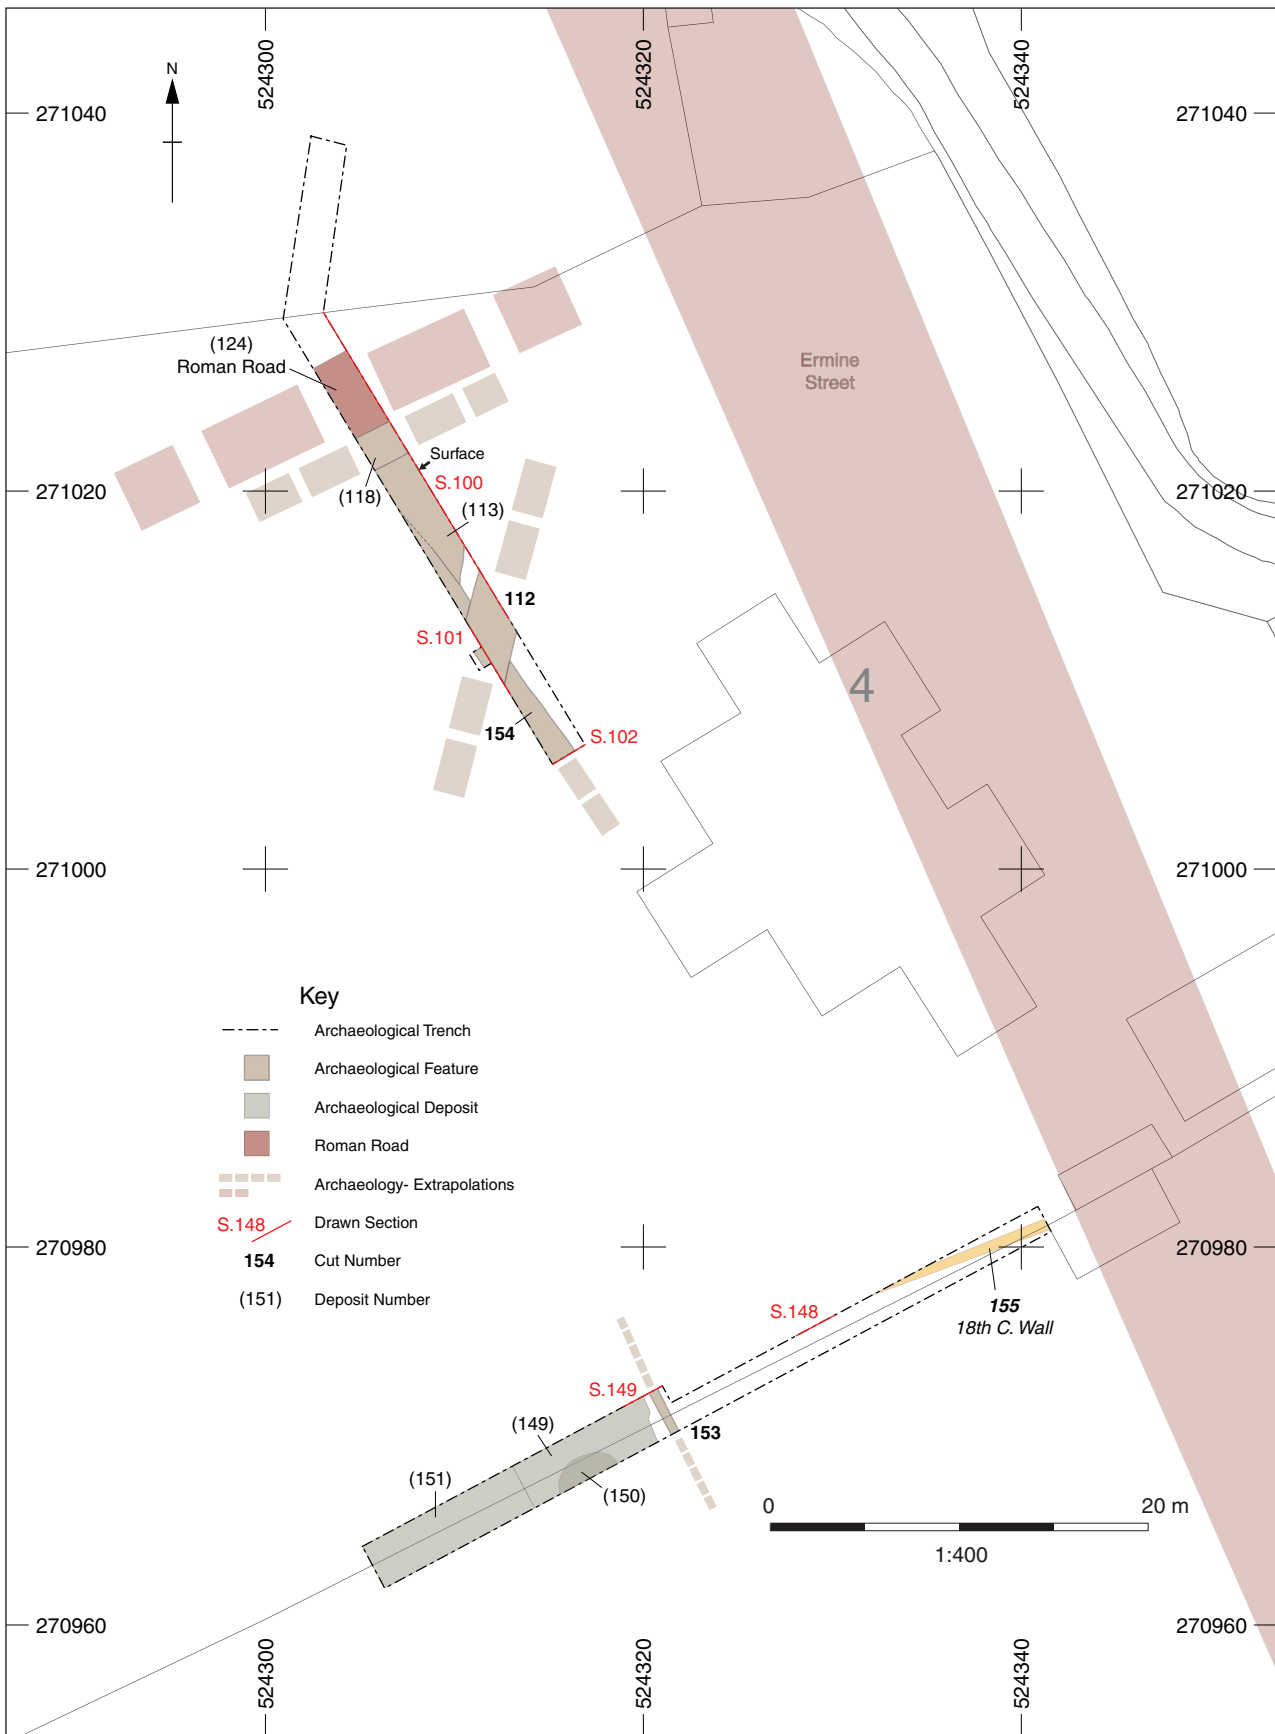 524300
524320
524340
N
271040
271040
(124)
Roman Road
Ermine
Street
Surface
S.100
271020
(118)
(113)
271020
112
S.101
4
154
S.102
271000
271000
Key
Archaeological Trench
Archaeological Feature
Archaeological Deposit
Roman Road
Archaeology- Extrapolations
S.148
Drawn Section
154
Cut Number
(151)
Deposit Number
270980
270980
S.148
155
18th C. Wall
S.149
(149)
153
(151)
(150)
0
20 m
1:400
270960
270960
524300
524320
524340